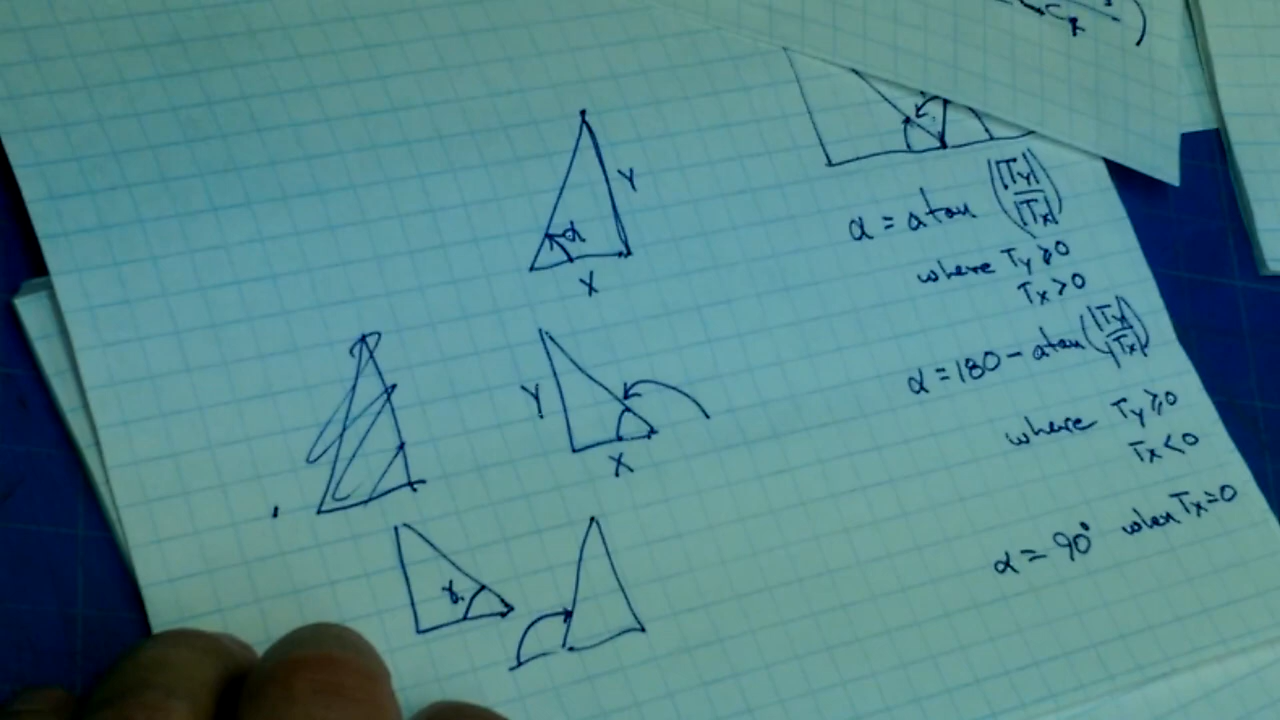 Y
α
X
α = atan (|Ty| / |Tx|)
where Ty ≥ 0
Tx > 0
Y
X
α = 180 - atan (|Ty| / |Tx|)
where Ty ≥ 0
Tx < 0
α = 90° when Tx = 0